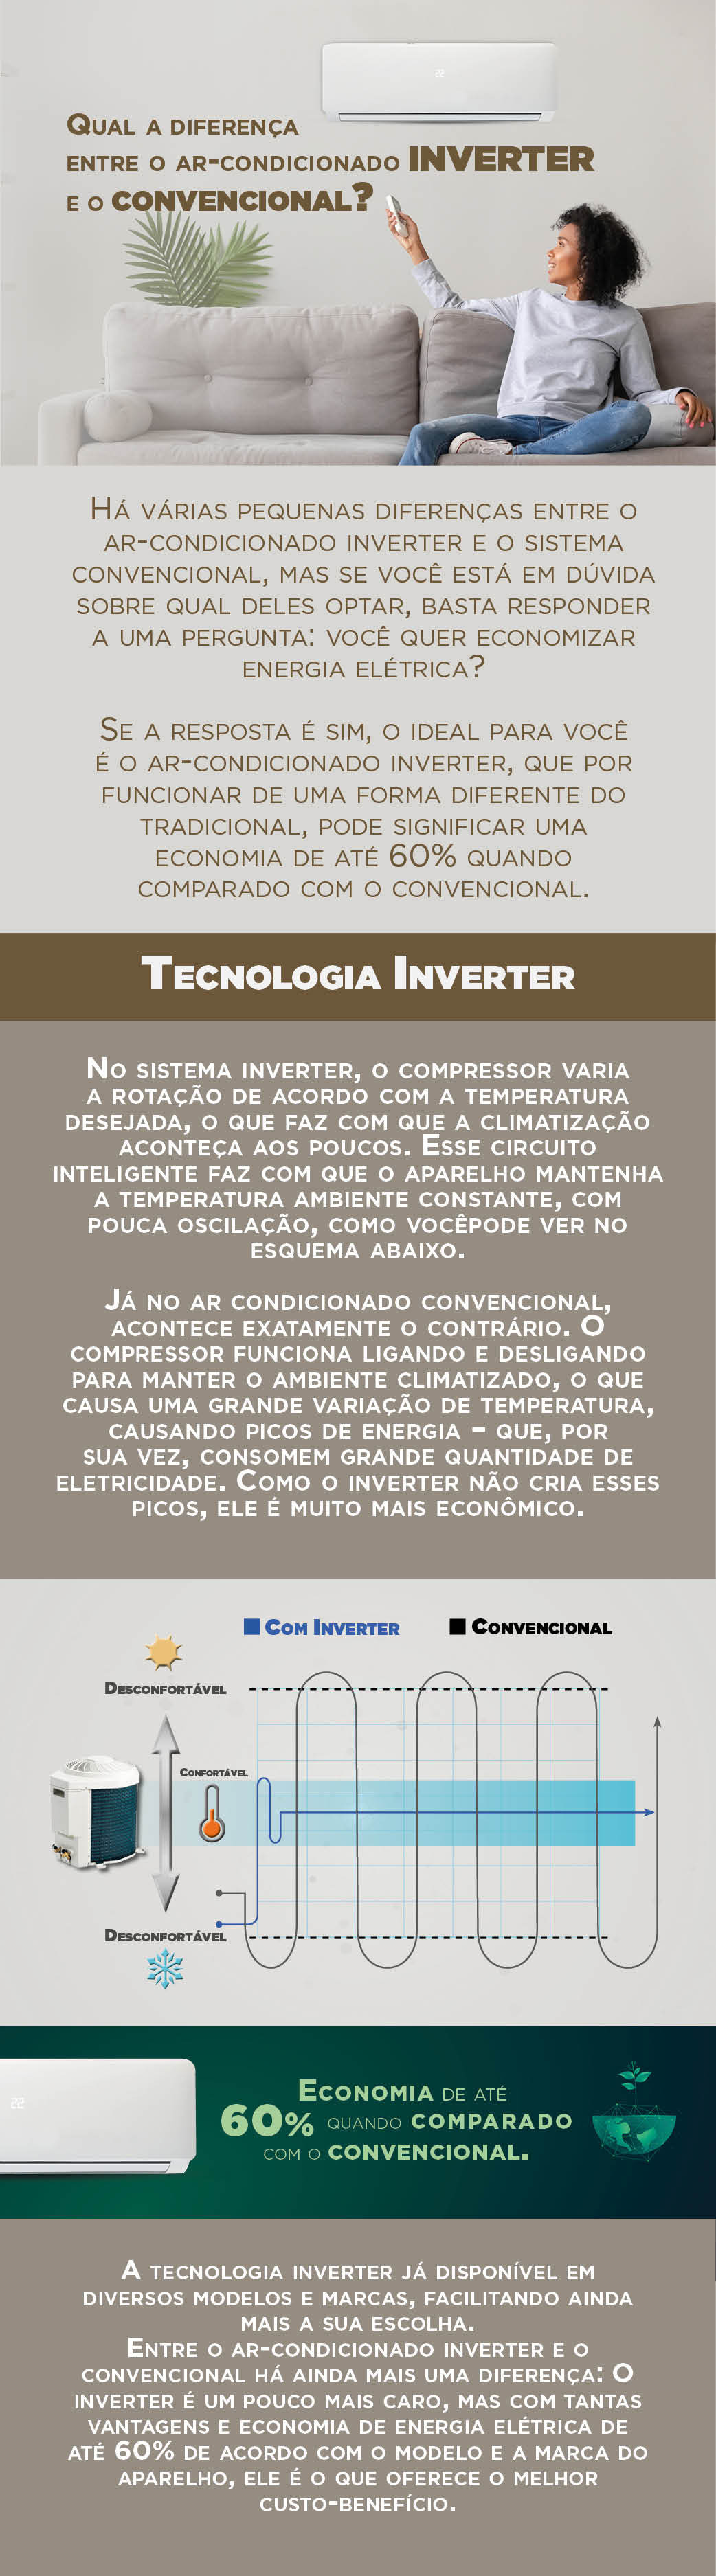 22
Qual a diferença
entre o ar-condicionado INVERTER
e o CONVENCIONAL?
Há várias pequenas diferenças entre o
ar-condicionado inverter e o sistema
convencional, mas se você está em dúvida
sobre qual deles optar, basta responder
a uma pergunta: você quer economizar
energia elétrica?
Se a resposta é sim, o ideal para você
é o ar-condicionado inverter, que por
funcionar de uma forma diferente do
tradicional, pode significar uma
economia de até 60% quando
comparado com o convencional.
Tecnologia Inverter
No sistema inverter, o compressor varia
a rotação de acordo com a temperatura
desejada, o que faz com que a climatização
aconteça aos poucos. Esse circuito
inteligente faz com que o aparelho mantenha
a temperatura ambiente constante, com
pouca oscilação, como vocêpode ver no
esquema abaixo.
Já no ar condicionado convencional,
acontece exatamente o contrário. O
compressor funciona ligando e desligando
para manter o ambiente climatizado, o que
causa uma grande variação de temperatura,
causando picos de energia – que, por
sua vez, consomem grande quantidade de
eletricidade. Como o inverter não cria esses
picos, ele é muito mais econômico.
Com Inverter Convencional
Desconfortável
Confortável
Desconfortável
22
Economia de até
60% quando comparado
com o convencional.
A tecnologia inverter já disponível em
diversos modelos e marcas, facilitando ainda
mais a sua escolha.
Entre o ar-condicionado inverter e o
convencional há ainda mais uma diferença: O
inverter é um pouco mais caro, mas com tantas
vantagens e economia de energia elétrica de
até 60% de acordo com o modelo e a marca do
aparelho, ele é o que oferece o melhor
custo-benefício.